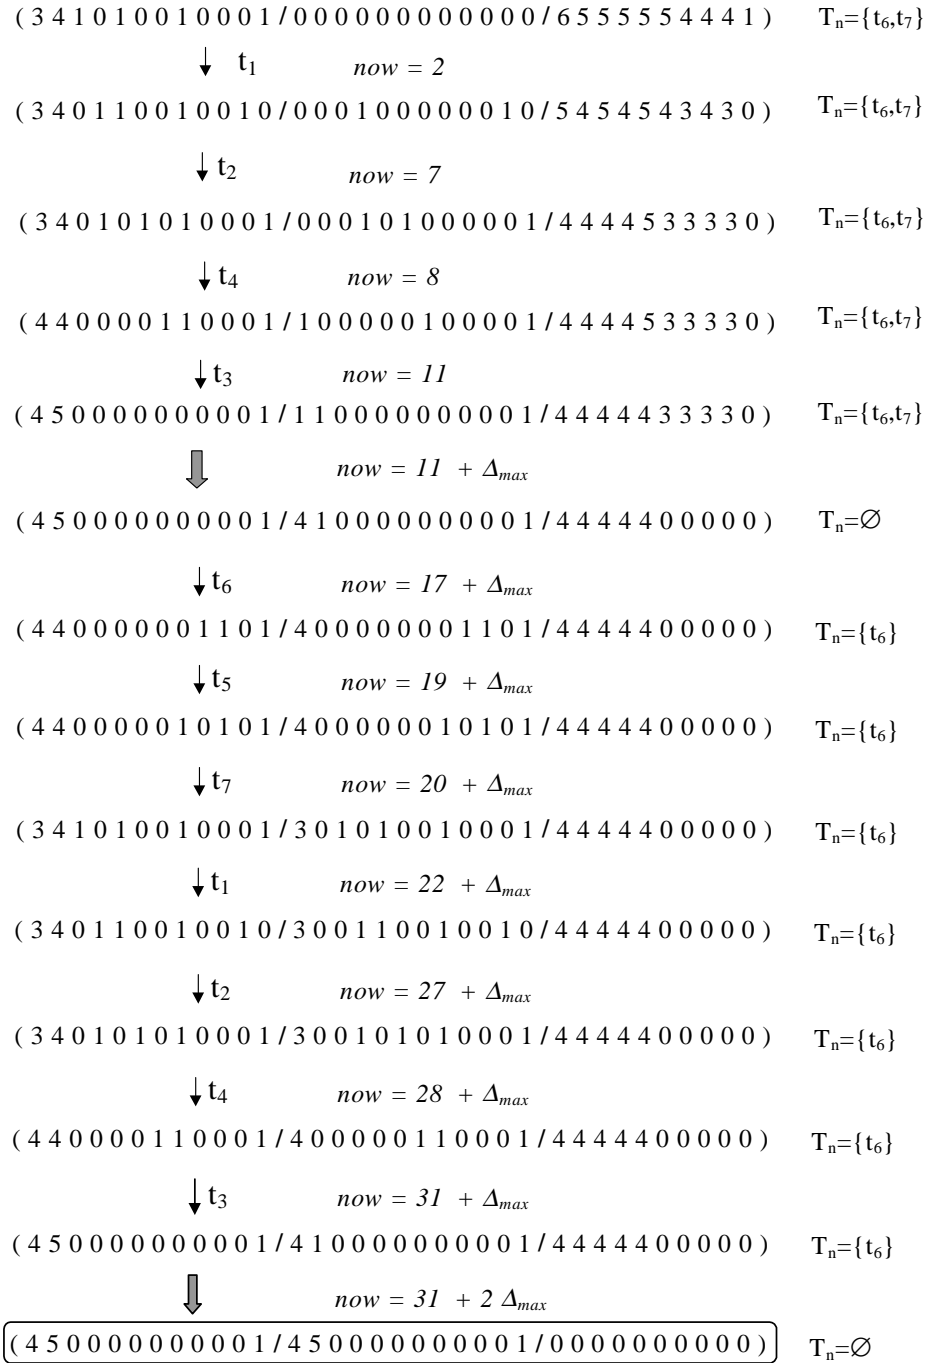 ( 3 4 1 0 1 0 0 1 0 0 0 1 / 0 0 0 0 0 0 0 0 0 0 0 0 / 6 5 5 5 5 5 4 4 4 1 ) Tₙ={t₆,t₇}
↓ t₁ now = 2
( 3 4 0 1 1 0 0 1 0 0 1 0 / 0 0 0 1 0 0 0 0 0 0 1 0 / 5 4 5 4 5 4 3 4 3 0 ) Tₙ={t₆,t₇}
↓ t₂ now = 7
( 3 4 0 1 0 1 0 1 0 0 0 1 / 0 0 0 1 0 1 0 0 0 0 0 1 / 4 4 4 4 5 3 3 3 3 0 ) Tₙ={t₆,t₇}
↓ t₄ now = 8
( 4 4 0 0 0 0 1 1 0 0 0 1 / 1 0 0 0 0 0 1 0 0 0 0 1 / 4 4 4 4 5 3 3 3 3 0 ) Tₙ={t₆,t₇}
↓ t₃ now = 11
( 4 5 0 0 0 0 0 0 0 0 0 1 / 1 1 0 0 0 0 0 0 0 0 0 1 / 4 4 4 4 4 3 3 3 3 0 ) Tₙ={t₆,t₇}
⇓ now = 11 + Δmax
( 4 5 0 0 0 0 0 0 0 0 0 1 / 4 1 0 0 0 0 0 0 0 0 0 1 / 4 4 4 4 4 0 0 0 0 0 ) Tₙ=∅
↓ t₆ now = 17 + Δmax
( 4 4 0 0 0 0 0 0 1 1 0 1 / 4 0 0 0 0 0 0 0 1 1 0 1 / 4 4 4 4 4 0 0 0 0 0 ) Tₙ={t₆}
↓ t₅ now = 19 + Δmax
( 4 4 0 0 0 0 0 1 0 1 0 1 / 4 0 0 0 0 0 0 1 0 1 0 1 / 4 4 4 4 4 0 0 0 0 0 ) Tₙ={t₆}
↓ t₇ now = 20 + Δmax
( 3 4 1 0 1 0 0 1 0 0 0 1 / 3 0 1 0 1 0 0 1 0 0 0 1 / 4 4 4 4 4 0 0 0 0 0 ) Tₙ={t₆}
↓ t₁ now = 22 + Δmax
( 3 4 0 1 1 0 0 1 0 0 1 0 / 3 0 0 1 1 0 0 1 0 0 1 0 / 4 4 4 4 4 0 0 0 0 0 ) Tₙ={t₆}
↓ t₂ now = 27 + Δmax
( 3 4 0 1 0 1 0 1 0 0 0 1 / 3 0 0 1 0 1 0 1 0 0 0 1 / 4 4 4 4 4 0 0 0 0 0 ) Tₙ={t₆}
↓ t₄ now = 28 + Δmax
( 4 4 0 0 0 0 1 1 0 0 0 1 / 4 0 0 0 0 0 1 1 0 0 0 1 / 4 4 4 4 4 0 0 0 0 0 ) Tₙ={t₆}
↓ t₃ now = 31 + Δmax
( 4 5 0 0 0 0 0 0 0 0 0 1 / 4 1 0 0 0 0 0 0 0 0 0 1 / 4 4 4 4 4 0 0 0 0 0 ) Tₙ={t₆}
⇓ now = 31 + 2 Δmax
( 4 5 0 0 0 0 0 0 0 0 0 1 / 4 5 0 0 0 0 0 0 0 0 0 1 / 0 0 0 0 0 0 0 0 0 0 ) Tₙ=∅